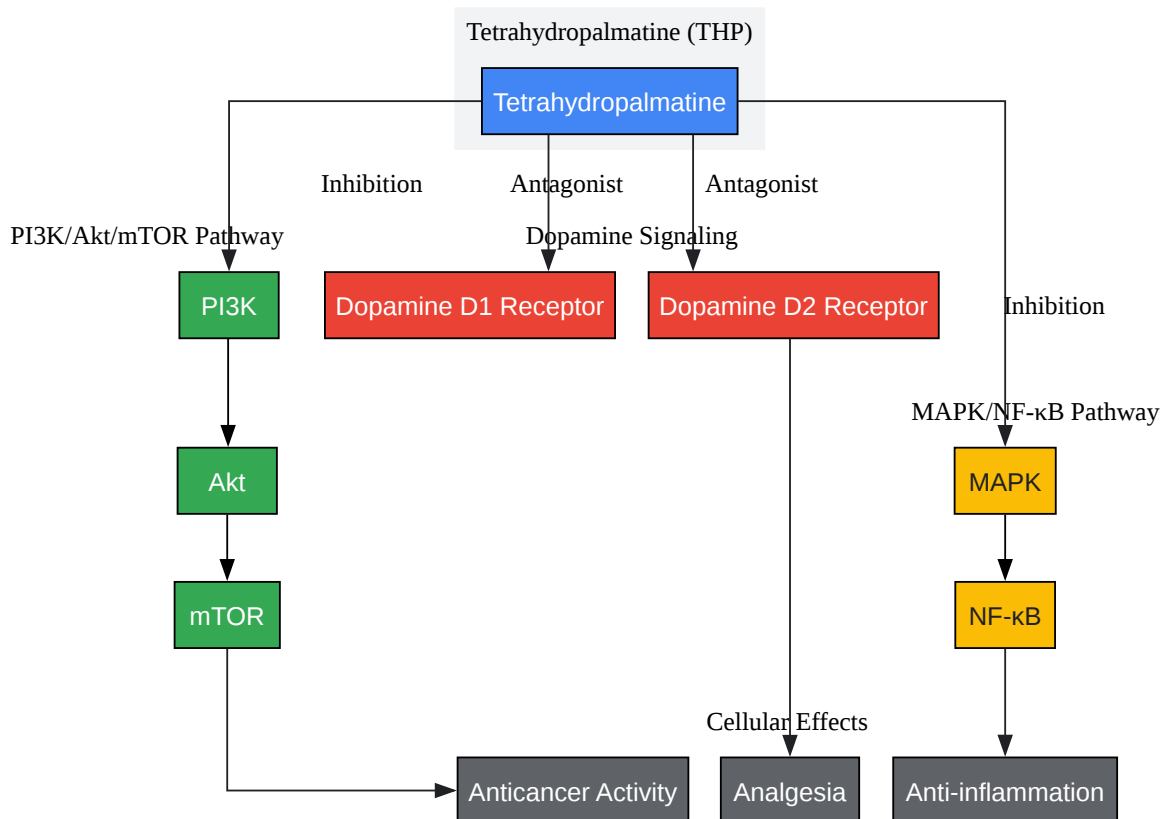 Tetrahydropalmatine (THP)
Tetrahydropalmatine
Inhibition
Antagonist
Antagonist
PI3K/Akt/mTOR Pathway
Dopamine Signaling
PI3K
Dopamine D1 Receptor
Dopamine D2 Receptor
Inhibition
MAPK/NF-κB Pathway
Akt
MAPK
mTOR
NF-κB
Cellular Effects
Anticancer Activity
Analgesia
Anti-inflammation